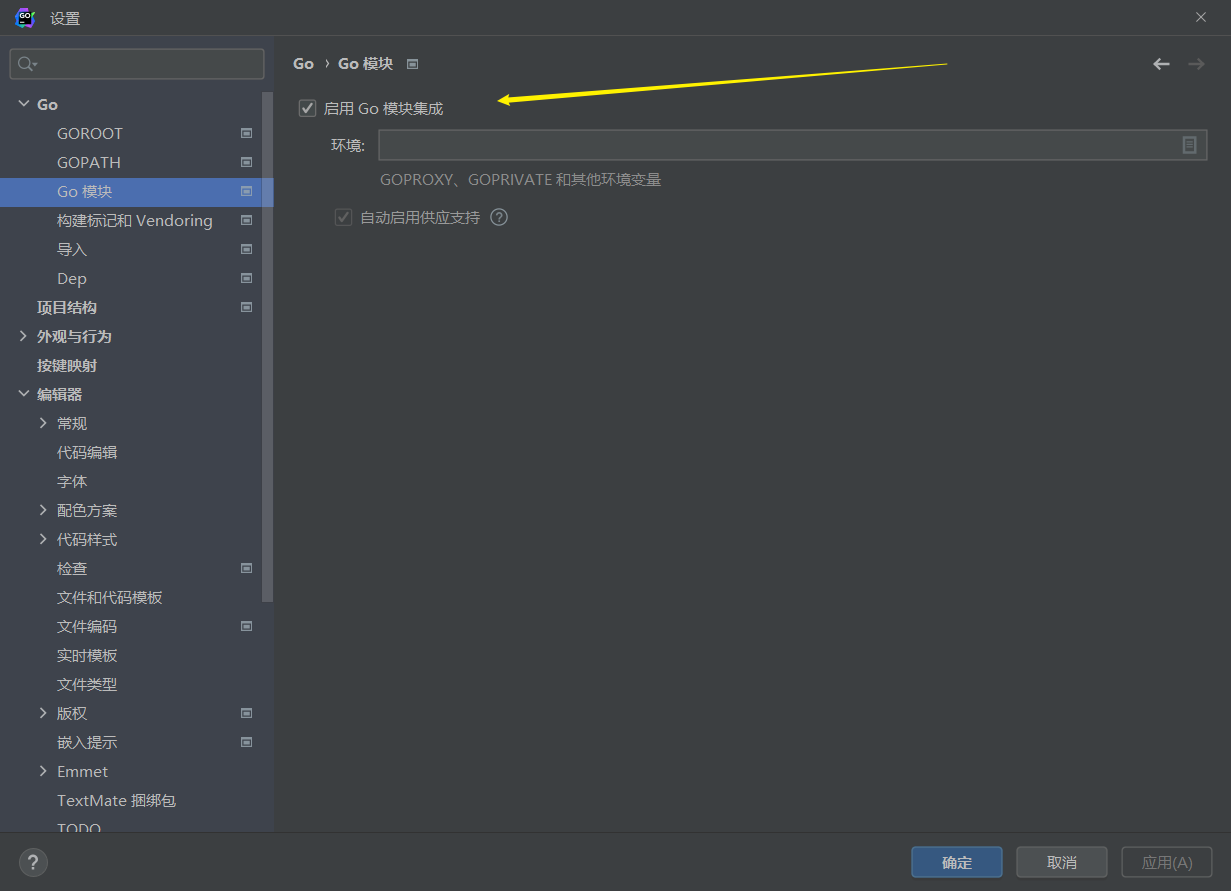 设置
Go
GOROOT
GOPATH
Go 模块
构建标记和 Vendoring
导入
Dep
项目结构
外观与行为
按键映射
编辑器
常规
代码编辑
字体
配色方案
代码样式
检查
文件和代码模板
文件编码
实时模板
文件类型
版权
嵌入提示
Emmet
TextMate 捆绑包
TODO
Go › Go 模块
启用 Go 模块集成
环境:
GOPROXY、GOPRIVATE 和其他环境变量
自动启用供应支持 ?
?
确定
取消
应用(A)